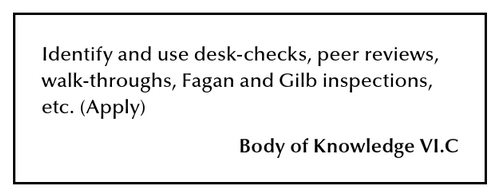 Identify and use desk-checks, peer reviews,
walk-throughs, Fagan and Gilb inspections,
etc. (Apply)
Body of Knowledge VI.C